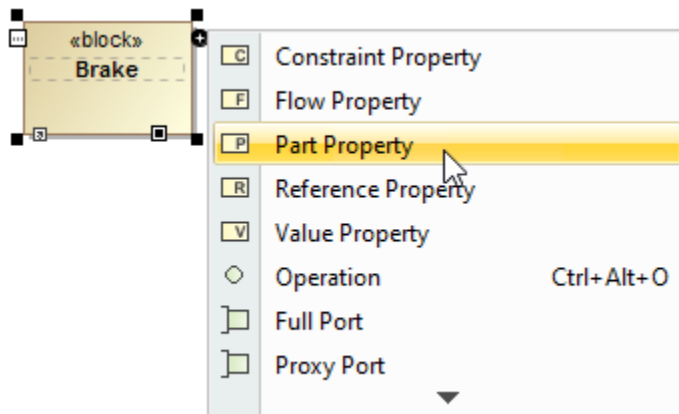 «block»
Brake
C Constraint Property
F Flow Property
P Part Property
R Reference Property
V Value Property
Operation Ctrl+Alt+O
Full Port
Proxy Port